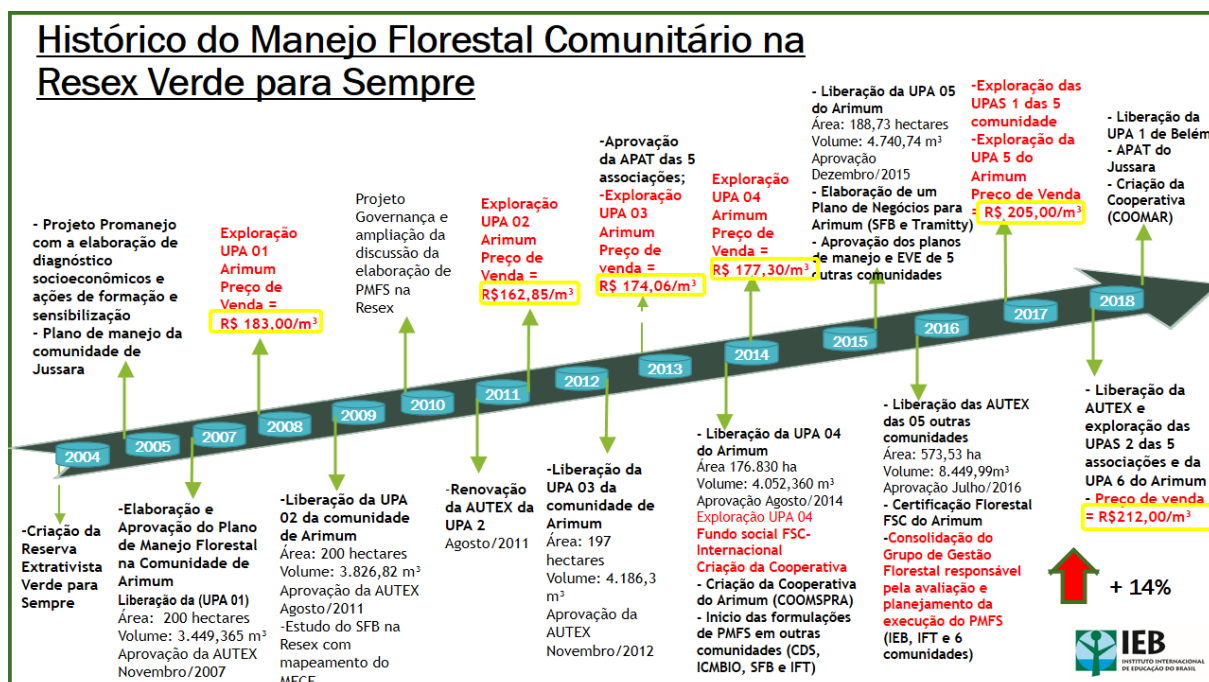 Histórico do Manejo Florestal Comunitário na
Resex Verde para Sempre
- Projeto Promanejo
com a elaboração de
diagnóstico
socioeconômicos e
ações de formação e
sensibilização
- Plano de manejo da
comunidade de
Jussara
Exploração
UPA 01
Arimum
Preço de
Venda =
R$ 183,00/m³
Projeto
Governança e
ampliação da
discussão da
elaboração de
PMFS na
Resex
Exploração
UPA 02
Arimum
Preço de
Venda =
R$162,85/m³
-Aprovação
da APAT das 5
associações;
-Exploração
UPA 03
Arimum
Preço de
venda =
R$ 174,06/m³
Exploração
UPA 04
Arimum
Preço de
Venda =
R$ 177,30/m³
- Liberação da UPA 05
do Arimum
Área: 188,73 hectares
Volume: 4.740,74 m³
Aprovação
Dezembro/2015
- Elaboração de um
Plano de Negócios para
Arimum (SFB e Tramitty)
- Aprovação dos planos
de manejo e EVE de 5
outras comunidades
-Exploração das
UPAS 1 das 5
comunidade
-Exploração da
UPA 5 do
Arimum
Preço de Venda
= R$ 205,00/m³
- Liberação da
UPA 1 de Belém
- APAT do
Jussara
- Criação da
Cooperativa
(COOMAR)
2004
2005
2007
2008
2009
2010
2011
2012
2013
2014
2015
2016
2017
2018
-Criação da
Reserva
Extrativista
Verde para
Sempre
-Elaboração e
Aprovação do Plano
de Manejo Florestal
na Comunidade de
Arimum
Liberação da (UPA 01)
Área: 200 hectares
Volume: 3.449,365 m³
Aprovação da AUTEX
Novembro/2007
-Liberação da UPA
02 da comunidade
de Arimum
Área: 200 hectares
Volume: 3.826,82 m³
Aprovação da AUTEX
Agosto/2011
-Estudo do SFB na
Resex com
mapeamento do
-Renovação
da AUTEX da
UPA 2
Agosto/2011
-Liberação da
UPA 03 da
comunidade de
Arimum
Área: 197
hectares
Volume: 4.186,3
m³
Aprovação da
AUTEX
Novembro/2012
- Liberação da UPA 04
do Arimum
Área 176.830 ha
Volume: 4.052,360 m³
Aprovação Agosto/2014
Exploração UPA 04
Fundo social FSC-
Internacional
Criação da Cooperativa
- Criação da Cooperativa
do Arimum (COOMSPRA)
- Inicio das formulações
de PMFS em outras
comunidades (CDS,
ICMBIO, SFB e IFT)
- Liberação das AUTEX
das 05 outras
comunidades
Área: 573,53 ha
Volume: 8.449,99m³
Aprovação Julho/2016
- Certificação Florestal
FSC do Arimum
-Consolidação do
Grupo de Gestão
Florestal responsável
pela avaliação e
planejamento da
execução do PMFS
(IEB, IFT e 6
comunidades)
- Liberação da
AUTEX e
exploração das
UPAS 2 das 5
associações e da
UPA 6 do Arimum
- Preço de venda
= R$212,00/m³
+ 14%
IEB
INSTITUTO INTERNACIONAL
DE EDUCAÇÃO DO BRASIL